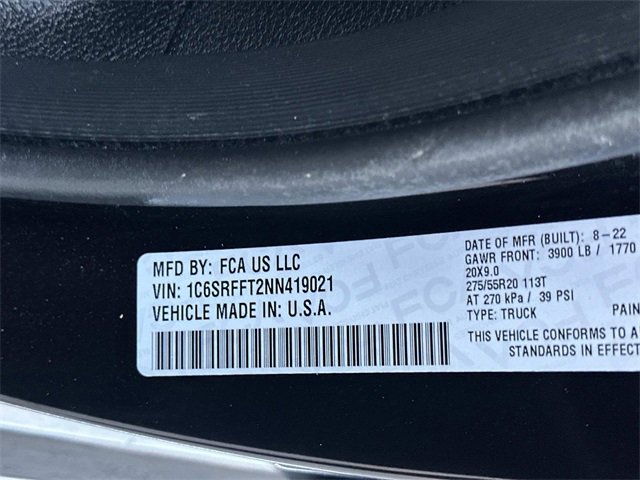 MFD BY: FCA US LLC
VIN: 1C6SRFFT2NN419021
VEHICLE MADE IN: U.S.A.
DATE OF MFR (BUILT): 8-22
GAWR FRONT: 3900 LB / 1770
20X9.0
275/55R20 113T
AT 270 kPa / 39 PSI
TYPE: TRUCK PAIN
THIS VEHICLE CONFORMS TO A
STANDARDS IN EFFECT